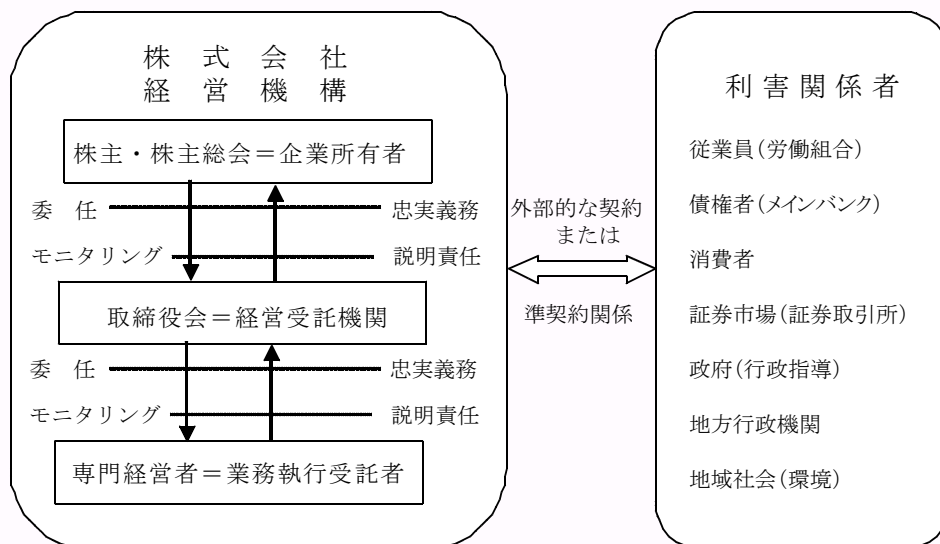 株式会社
経営機構
株主・株主総会＝企業所有者
委任
忠実義務
モニタリング
説明責任
取締役会＝経営受託機関
委任
忠実義務
モニタリング
説明責任
専門経営者＝業務執行受託者
外部的な契約
または
準契約関係
利害関係者
従業員(労働組合)
債権者(メインバンク)
消費者
証券市場(証券取引所)
政府(行政指導)
地方行政機関
地域社会(環境)